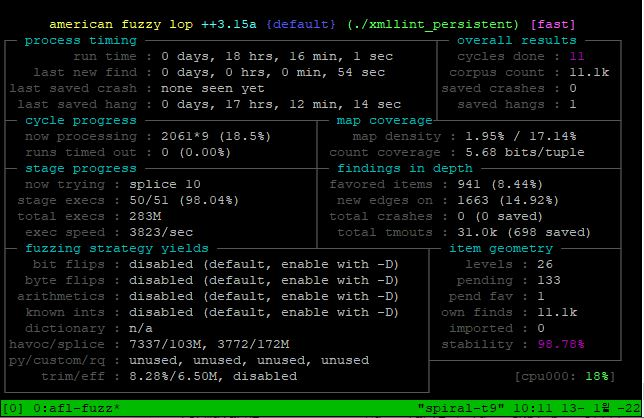 american fuzzy lop ++3.15a {default} (./xmllint_persistent) [fast]
process timing
overall results
run time : 0 days, 18 hrs, 16 min, 1 sec
cycles done : 11
last new find : 0 days, 0 hrs, 0 min, 54 sec
corpus count : 11.1k
last saved crash : none seen yet
saved crashes : 0
last saved hang : 0 days, 17 hrs, 12 min, 14 sec
saved hangs : 1
cycle progress
map coverage
now processing : 2061*9 (18.5%)
map density : 1.95% / 17.14%
runs timed out : 0 (0.00%)
count coverage : 5.68 bits/tuple
stage progress
findings in depth
now trying : splice 10
favored items : 941 (8.44%)
stage execs : 50/51 (98.04%)
new edges on : 1663 (14.92%)
total execs : 283M
total crashes : 0 (0 saved)
exec speed : 3823/sec
total tmouts : 31.0k (698 saved)
fuzzing strategy yields
item geometry
bit flips : disabled (default, enable with -D)
levels : 26
byte flips : disabled (default, enable with -D)
pending : 133
arithmetics : disabled (default, enable with -D)
pend fav : 1
known ints : disabled (default, enable with -D)
own finds : 11.1k
dictionary : n/a
imported : 0
havoc/splice : 7337/103M, 3772/172M
stability : 98.78%
py/custom/rq : unused, unused, unused, unused
trim/eff : 8.28%/6.50M, disabled
[cpu000: 18%]
[0] 0:afl-fuzz*
"spiral-t9" 10:11 13- 1월 -22